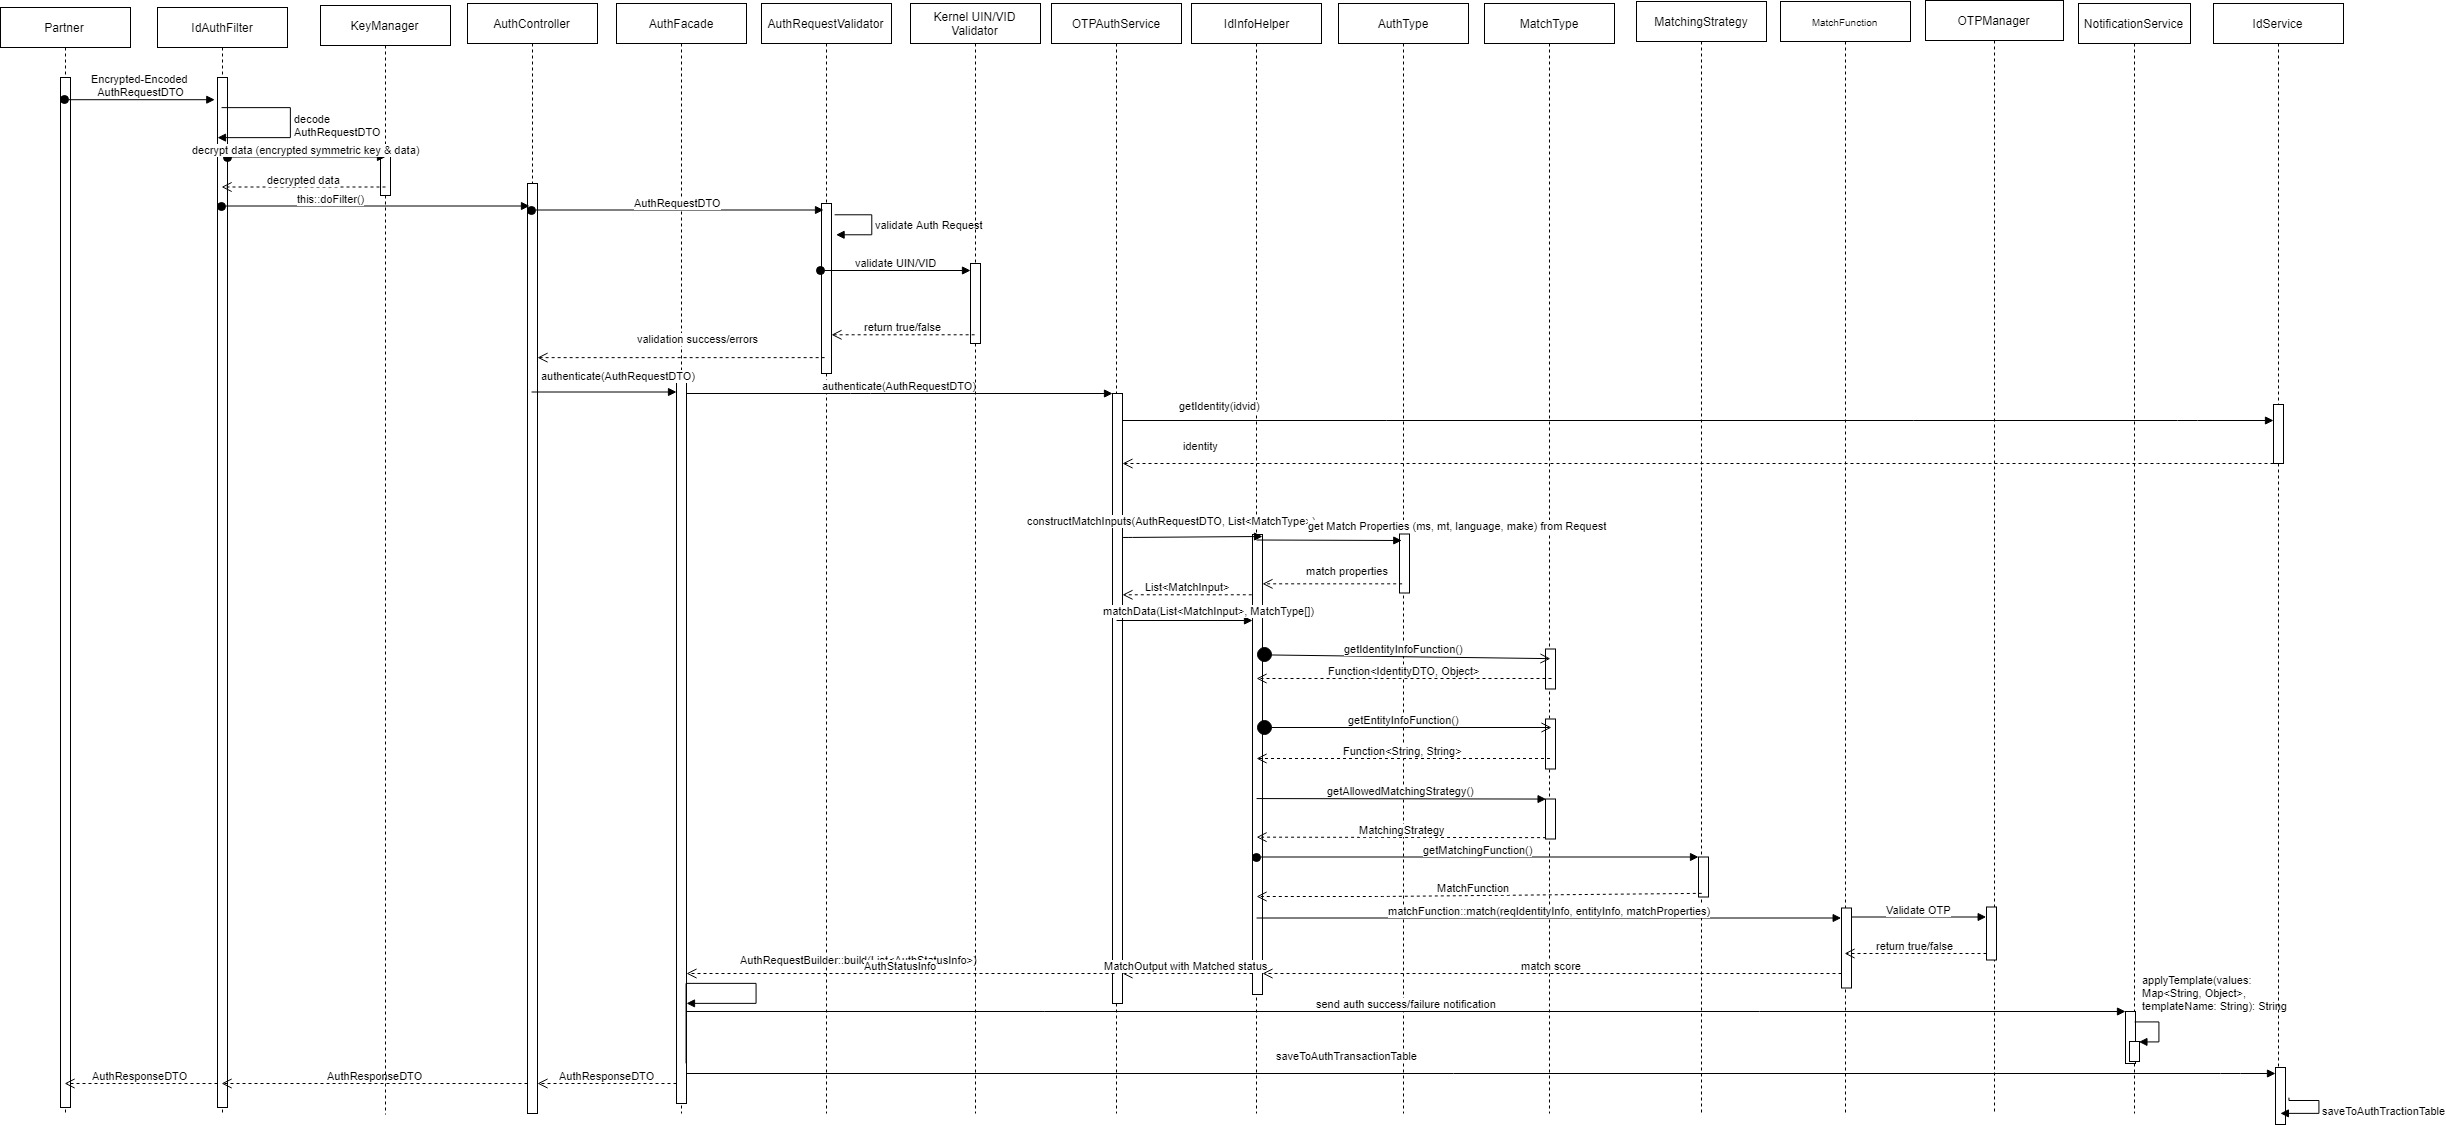 Partner
IdAuthFilter
KeyManager
AuthController
AuthFacade
AuthRequestValidator
Kernel UIN/VID
Validator
OTPAuthService
IdInfoHelper
AuthType
MatchType
MatchingStrategy
MatchFunction
OTPManager
NotificationService
IdService
Encrypted-Encoded
AuthRequestDTO
decode
AuthRequestDTO
decrypt data (encrypted symmetric key & data)
decrypted data
this::doFilter()
AuthRequestDTO
validate Auth Request
validate UIN/VID
return true/false
validation success/errors
authenticate(AuthRequestDTO)
authenticate(AuthRequestDTO)
getIdentity(idvid)
identity
constructMatchInputs(AuthRequestDTO, List<MatchType>
get Match Properties (ms, mt, language, make) from Request
match properties
List<MatchInput>
matchData(List<MatchInput>, MatchType[])
getIdentityInfoFunction()
Function<IdentityDTO, Object>
getEntityInfoFunction()
Function<String, String>
getAllowedMatchingStrategy()
MatchingStrategy
getMatchingFunction()
MatchFunction
matchFunction::match(reqIdentityInfo, entityInfo, matchProperties)
Validate OTP
return true/false
AuthRequestBuilder::build(List<AuthStatusInfo>)
AuthStatusInfo
MatchOutput with Matched status
match score
applyTemplate(values:
Map<String, Object>,
templateName: String): String
send auth success/failure notification
saveToAuthTransactionTable
AuthResponseDTO
AuthResponseDTO
AuthResponseDTO
saveToAuthTractionTable